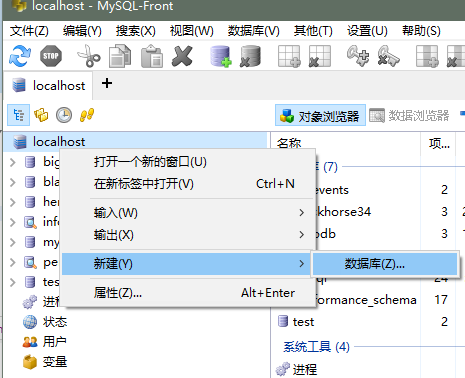 localhost - MySQL-Front
文件(Z) 编辑(Y) 搜索(X) 视图(W) 数据库(V) 其他(T) 设置(U) 帮助(S)
STOP
localhost +
对象浏览器 数据浏览器
localhost
名称 项...
打开一个新的窗口(U)
在新标签中打开(V) Ctrl+N
输入(W)
输出(X)
新建(Y)
数据库(Z)...
属性(Z)... Alt+Enter
big
bla
her
info
my
per
test
进程
状态
用户
变量
库 (7)
events 2
khorse34 3
odb 3
24
formance_schema 17
test 2
系统工具 (4)
进程